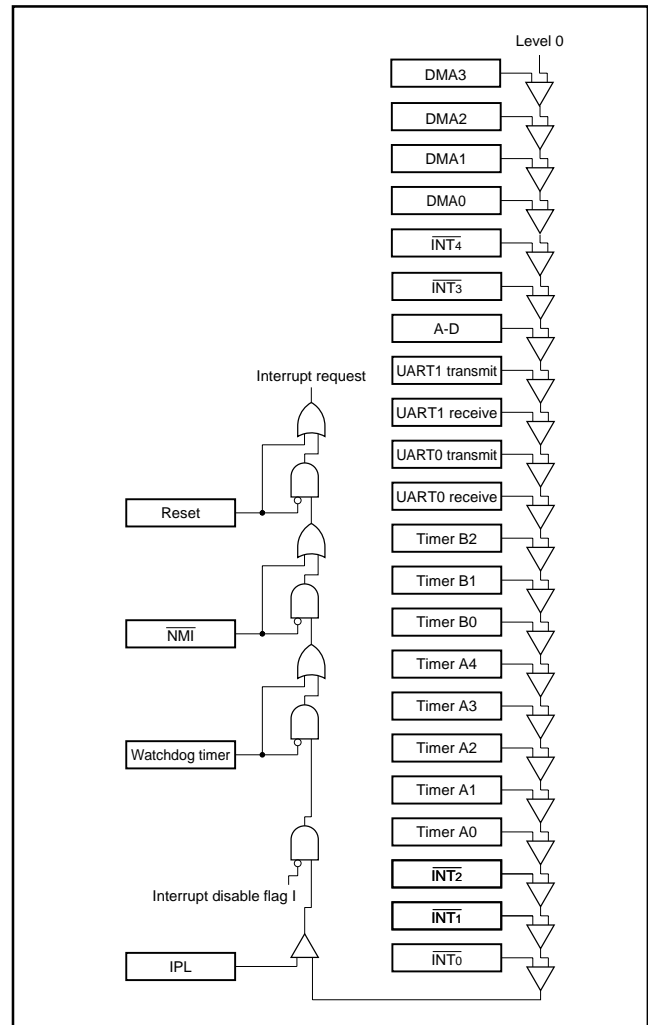 Level 0
DMA3
DMA2
DMA1
DMA0
INT4
INT3
A-D
UART1 transmit
Interrupt request
UART1 receive
UART0 transmit
UART0 receive
Reset
Timer B2
Timer B1
Timer B0
NMI
Timer A4
Timer A3
Timer A2
Watchdog timer
Timer A1
Timer A0
INT2
Interrupt disable flag I
INT1
INT0
IPL